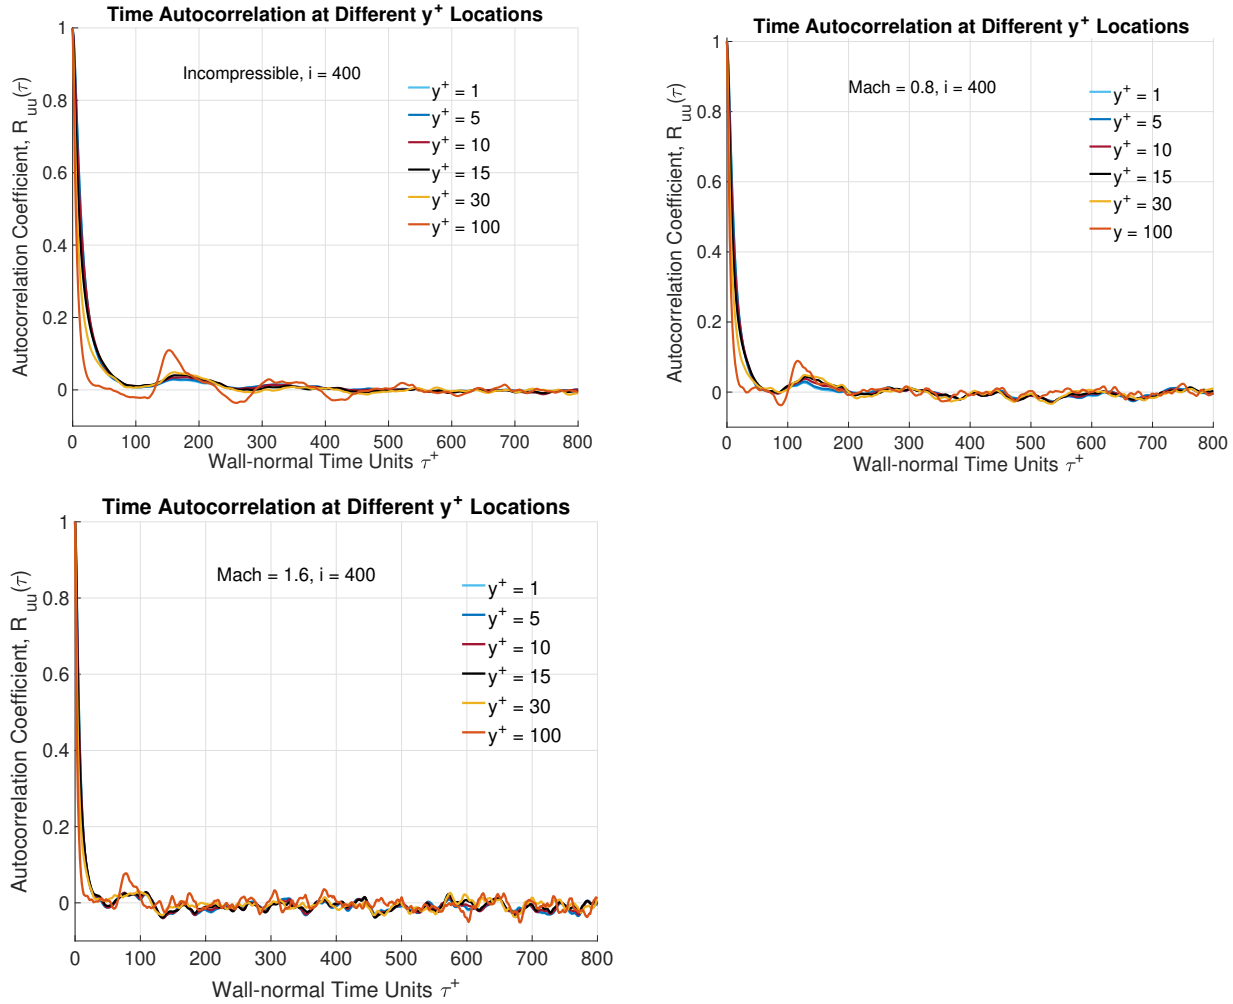 Time Autocorrelation at Different y+ Locations
Autocorrelation Coefficient, R_uu(τ)
1
0.8
0.6
0.4
0.2
0
Incompressible, i = 400
y+ = 1
y+ = 5
y+ = 10
y+ = 15
y+ = 30
y+ = 100
0 100 200 300 400 500 600 700 800
Wall-normal Time Units τ+
Time Autocorrelation at Different y+ Locations
Autocorrelation Coefficient, R_uu(τ)
1
0.8
0.6
0.4
0.2
0
Mach = 0.8, i = 400
y+ = 1
y+ = 5
y+ = 10
y+ = 15
y+ = 30
y = 100
0 100 200 300 400 500 600 700 800
Wall-normal Time Units τ+
Time Autocorrelation at Different y+ Locations
Autocorrelation Coefficient, R_uu(τ)
1
0.8
0.6
0.4
0.2
0
Mach = 1.6, i = 400
y+ = 1
y+ = 5
y+ = 10
y+ = 15
y+ = 30
y+ = 100
0 100 200 300 400 500 600 700 800
Wall-normal Time Units τ+